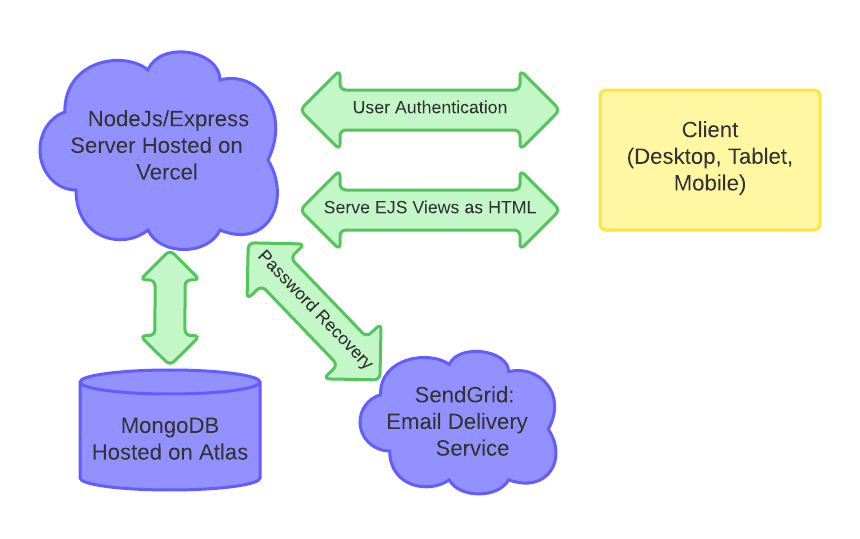 NodeJs/Express
Server Hosted on
Vercel
User Authentication
Serve EJS Views as HTML
Client
(Desktop, Tablet,
Mobile)
Password Recovery
MongoDB
Hosted on Atlas
SendGrid:
Email Delivery
Service